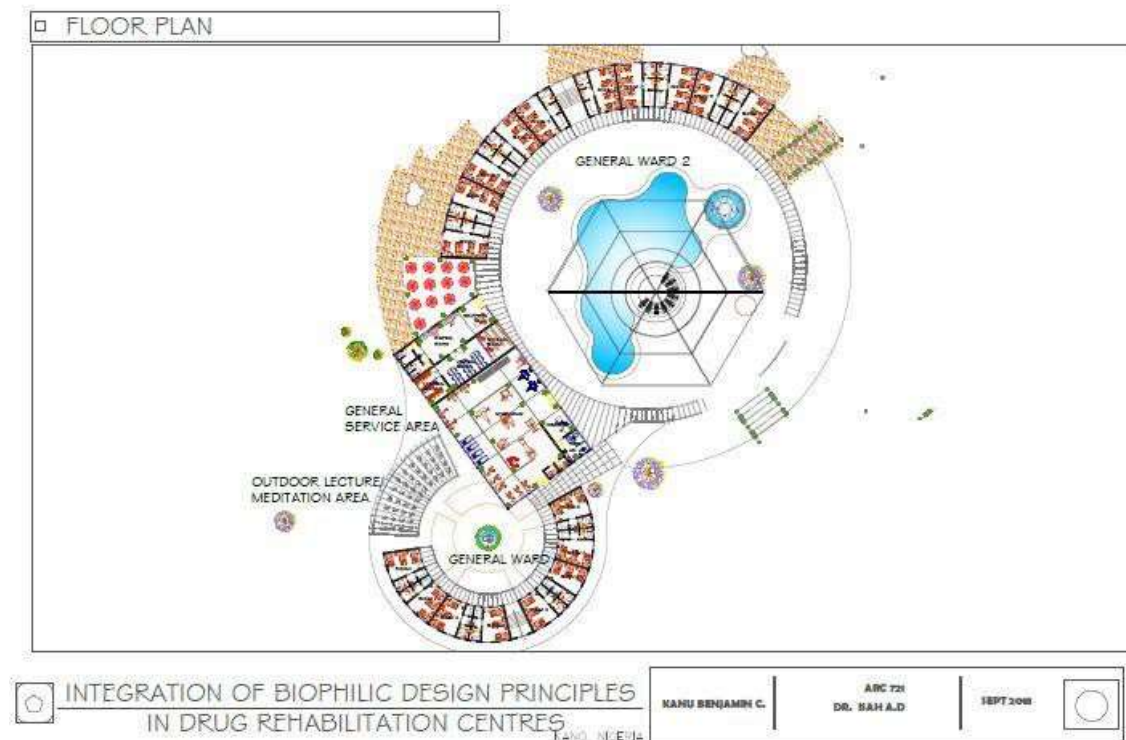 FLOOR PLAN
GENERAL WARD 2
GENERAL
SERVICE AREA
OUTDOOR LECTURE/
MEDITATION AREA
GENERAL WARD
INTEGRATION OF BIOPHILIC DESIGN PRINCIPLES
IN DRUG REHABILITATION CENTRES
KANO, NIGERIA
KANU BENJAMIN C.
ARC 721
DR. BAH A.D
SEPT 2018